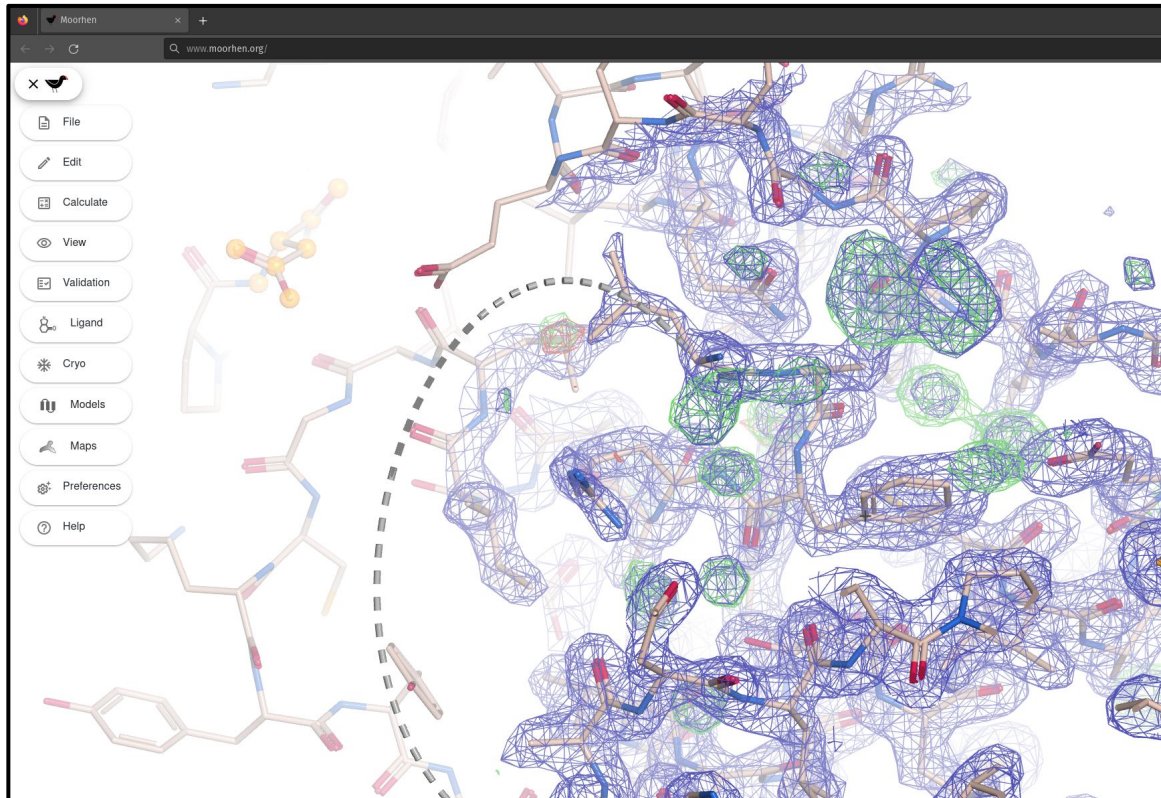 Moorhen
www.moorhen.org/
File
Edit
Calculate
View
Validation
Ligand
Cryo
Models
Maps
Preferences
Help